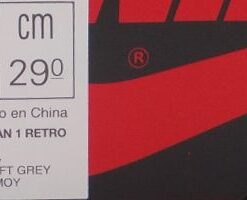 cm
29⁰
o en China
AN 1 RETRO
FT GREY
MOY
®